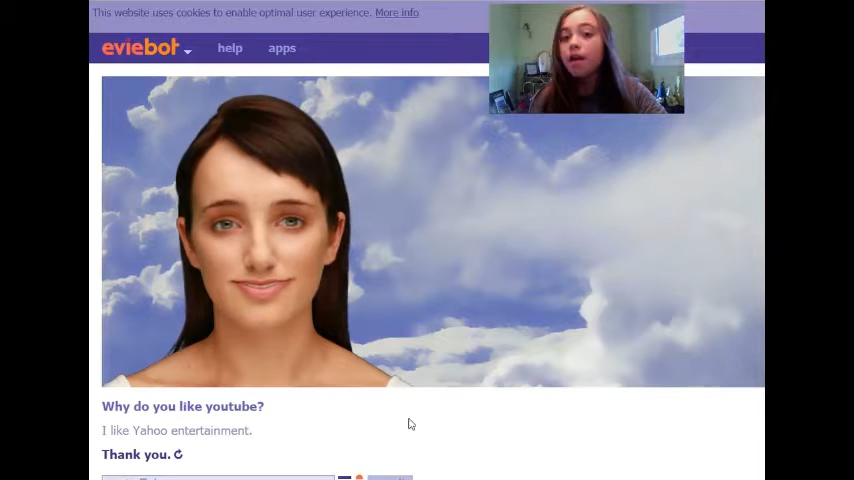 This website uses cookies to enable optimal user experience. More info
eviebot help apps
Why do you like youtube?
I like Yahoo entertainment.
Thank you.